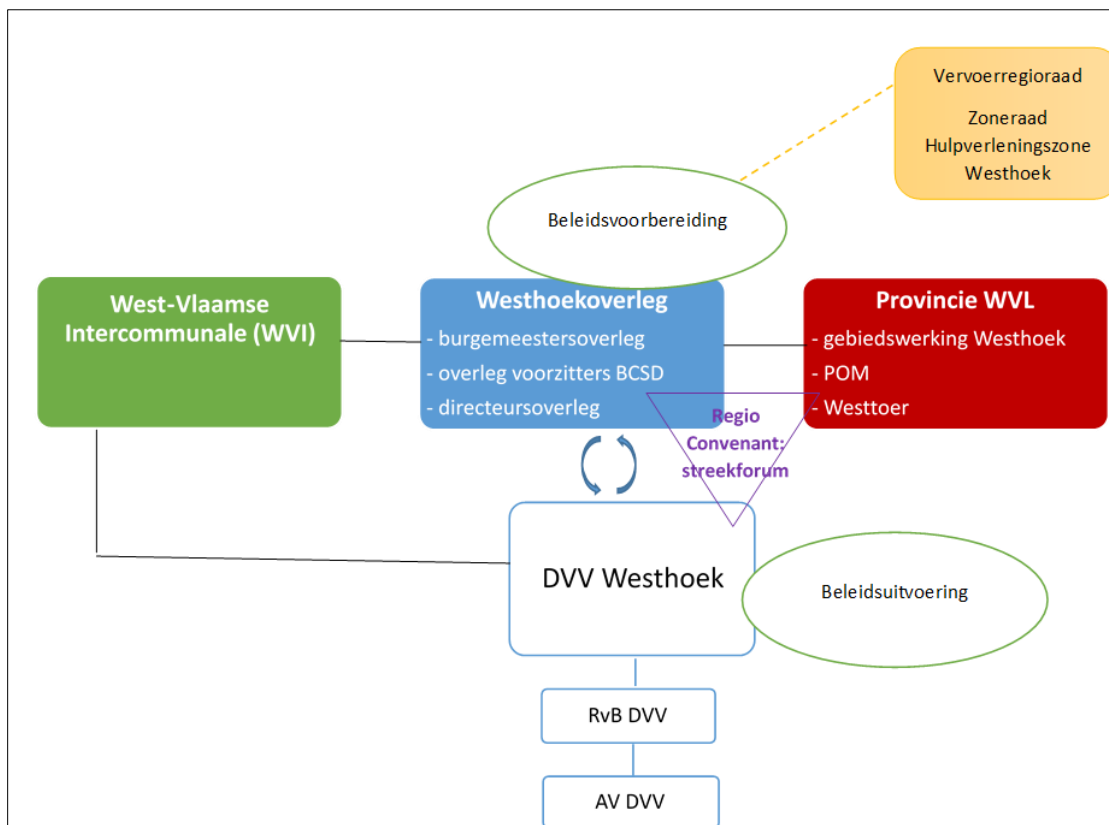 Vervoerregioraad
Zoneraad
Hulpverleningszone
Westhoek
Beleidsvoorbereiding
West-Vlaamse
Intercommunale (WVI)
Westhoekoverleg
- burgemeestersoverleg
- overleg voorzitters BCSD
- directeursoverleg
Provincie WVL
- gebiedswerking Westhoek
- POM
- Westtoer
Regio
Convenant:
streekforum
DVV Westhoek
Beleidsuitvoering
RvB DVV
AV DVV